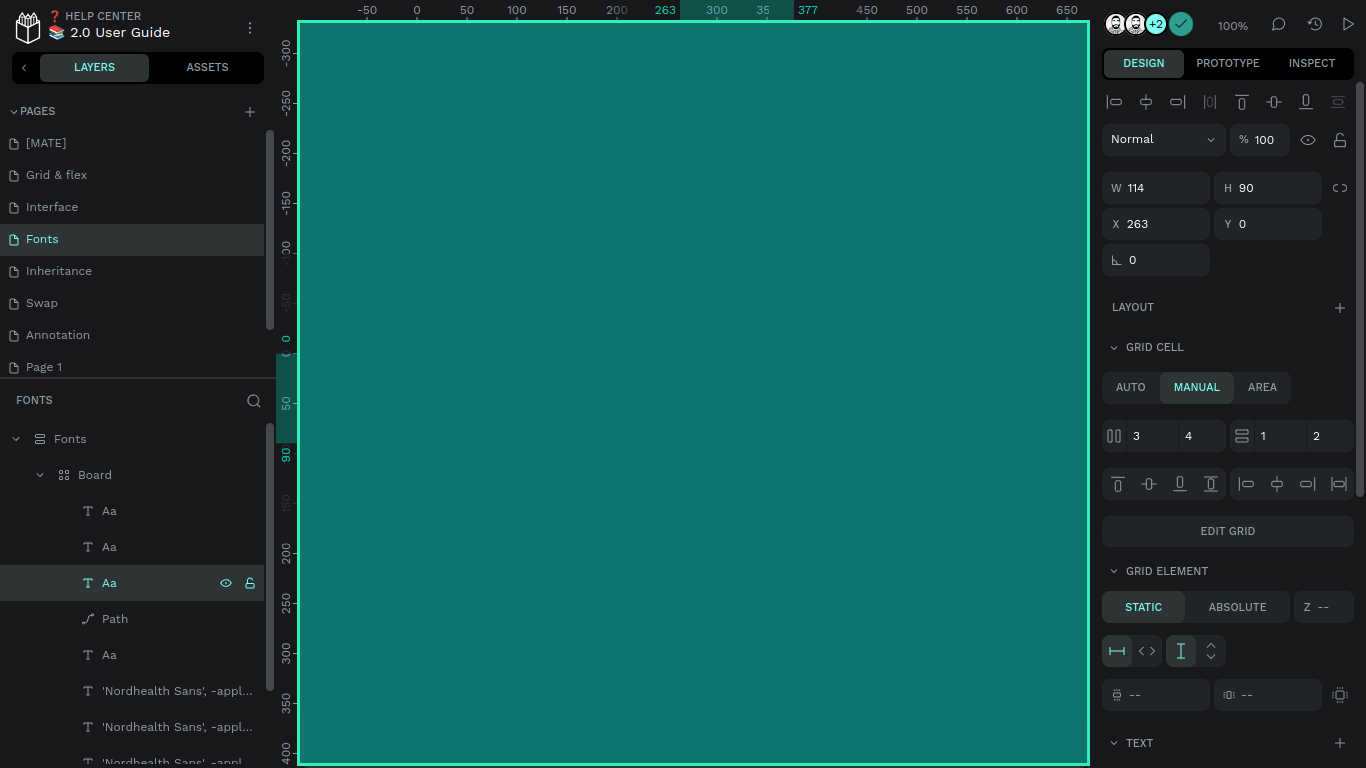 ❓ HELP CENTER
📚 2.0 User Guide
LAYERS
ASSETS
PAGES
[MATE]
Grid & flex
Interface
Fonts
Inheritance
Swap
Annotation
Page 1
FONTS
Fonts
Board
Aa
Aa
Aa
Path
Aa
'Nordhealth Sans', -appl...
'Nordhealth Sans', -appl...
'Nordhealth Sans', -appl...
-50 0 50 100 150 200 263 300 35 377 450 500 550 600 650
-300
-250
-200
-150
-100
-50
0
0
50
90
150
200
250
300
350
400
+2
100%
DESIGN
PROTOTYPE
INSPECT
Normal
% 100
W 114
H 90
X 263
Y 0
0
LAYOUT
GRID CELL
AUTO
MANUAL
AREA
3 4
1 2
EDIT GRID
GRID ELEMENT
STATIC
ABSOLUTE
Z --
--
--
TEXT